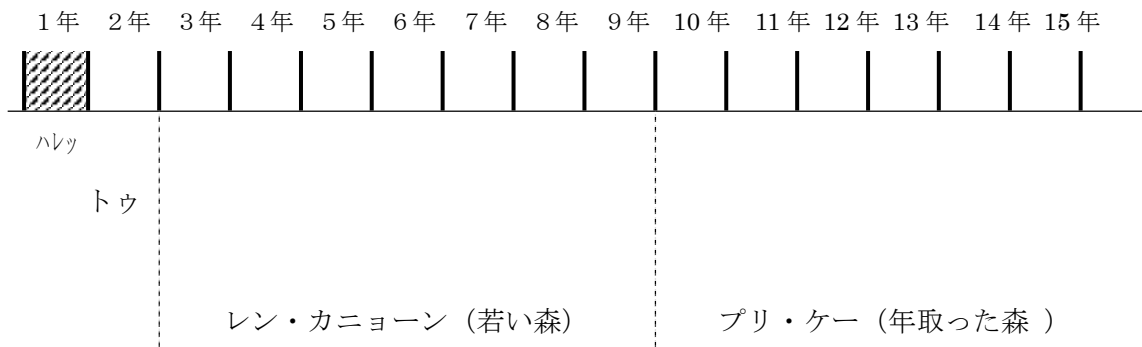 1年 2年 3年 4年 5年 6年 7年 8年 9年 10年 11年 12年 13年 14年 15年
ハレッ
トゥ
レン・カニョーン（若い森） プリ・ケー（年取った森 ）